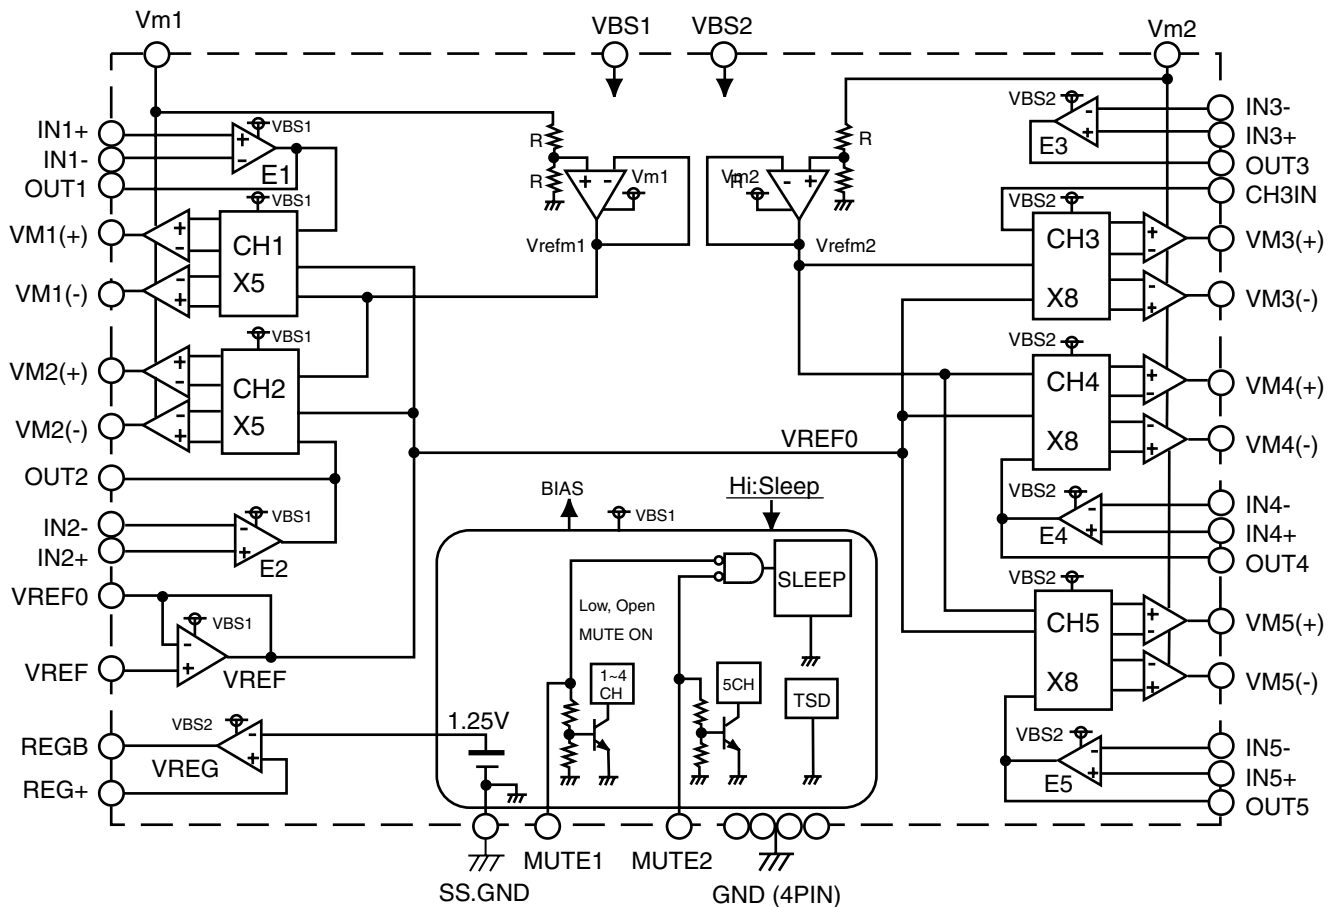 Vm1
VBS1
VBS2
Vm2
IN1+
IN1-
OUT1
VM1(+)
VM1(-)
VM2(+)
VM2(-)
OUT2
IN2-
IN2+
VREF0
VREF
REGB
REG+
+
-
VBS1
E1
VBS1
CH1
X5
+
-
-
+
VBS1
CH2
X5
+
-
-
+
-
+
VBS1
E2
-
+
VBS1
VREF
VBS2
-
+
VREG
1.25V
R
R
+
-
Vm1
Vrefm1
R
R
Vm2
-
+
Vrefm2
VREF0
BIAS
VBS1
Hi:Sleep
SLEEP
Low, Open
MUTE ON
1~4
CH
5CH
TSD
VBS2
-
+
E3
VBS2
CH3
X8
+
-
-
+
VBS2
CH4
X8
+
-
-
+
VBS2
-
+
E4
VBS2
CH5
X8
+
-
-
+
VBS2
-
+
E5
IN3-
IN3+
OUT3
CH3IN
VM3(+)
VM3(-)
VM4(+)
VM4(-)
IN4-
IN4+
OUT4
VM5(+)
VM5(-)
IN5-
IN5+
OUT5
SS.GND
MUTE1
MUTE2
GND (4PIN)